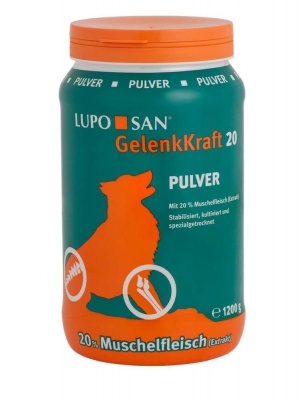 PULVER PULVER PULVER
LUPO SAN®
GelenkKraft 20
PULVER
Mit 20 % Muschelfleisch (Extrakt)
Stabilisiert, kultiviert und
spezialgetrocknet
℮ 1200 g
20% Muschelfleisch (Extrakt)